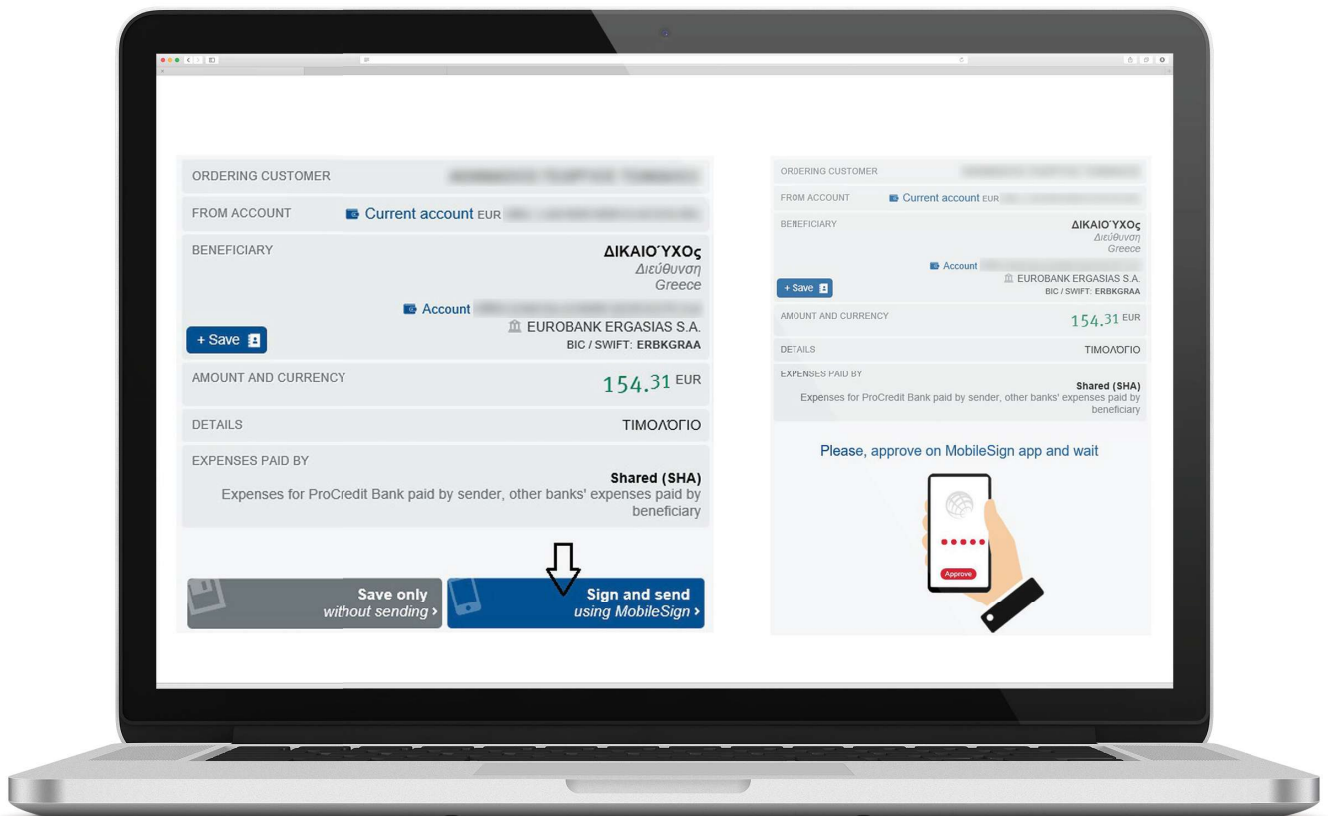 ORDERING CUSTOMER
FROM ACCOUNT Current account EUR
BENEFICIARY ΔΙΚΑΙΟΎΧΟς
Διεύθυνση
Greece
Account
EUROBANK ERGASIAS S.A.
+ Save BIC / SWIFT: ERBKGRAA
AMOUNT AND CURRENCY 154.31 EUR
DETAILS ΤΙΜΟΛΌΓΙΟ
EXPENSES PAID BY
Shared (SHA)
Expenses for ProCredit Bank paid by sender, other banks' expenses paid by
beneficiary
Save only
without sending ›
Sign and send
using MobileSign ›
ORDERING CUSTOMER
FROM ACCOUNT Current account EUR
BENEFICIARY ΔΙΚΑΙΟΎΧΟς
Διεύθυνση
Greece
Account
EUROBANK ERGASIAS S.A.
+ Save BIC / SWIFT: ERBKGRAA
AMOUNT AND CURRENCY 154.31 EUR
DETAILS ΤΙΜΟΛΌΓΙΟ
EXPENSES PAID BY
Shared (SHA)
Expenses for ProCredit Bank paid by sender, other banks' expenses paid by
beneficiary
Please, approve on MobileSign app and wait
Approve